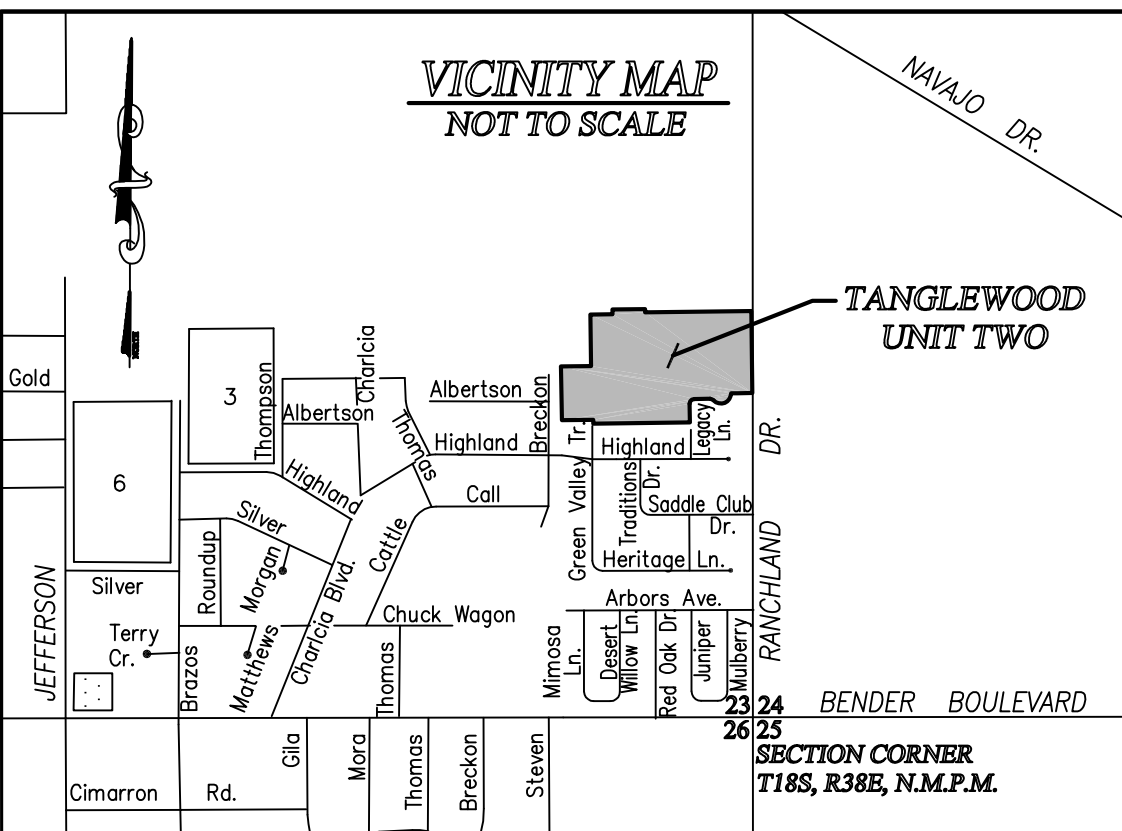 VICINITY MAP
NOT TO SCALE
NAVAJO DR.
TANGLEWOOD
UNIT TWO
Gold
3
6
Thompson
Charlcia
Albertson
Thomas
Albertson
Breckon
Highland
Highland
Call
Silver
Cattle
Green Valley Tr.
Highland
Legacy
Ln.
Traditions
Dr.
Saddle Club
Dr.
Heritage Ln.
RANCHLAND DR.
JEFFERSON
Silver
Roundup
Morgan
Charlcia Blvd.
Chuck Wagon
Terry
Cr.
Brazos
Matthews
Thomas
Arbors Ave.
Mimosa
Ln.
Desert
Willow Ln.
Red Oak Dr.
Juniper
Mulberry
23 24
26 25
BENDER BOULEVARD
SECTION CORNER
T18S, R38E, N.M.P.M.
Cimarron Rd.
Gila
Mora
Thomas
Breckon
Steven